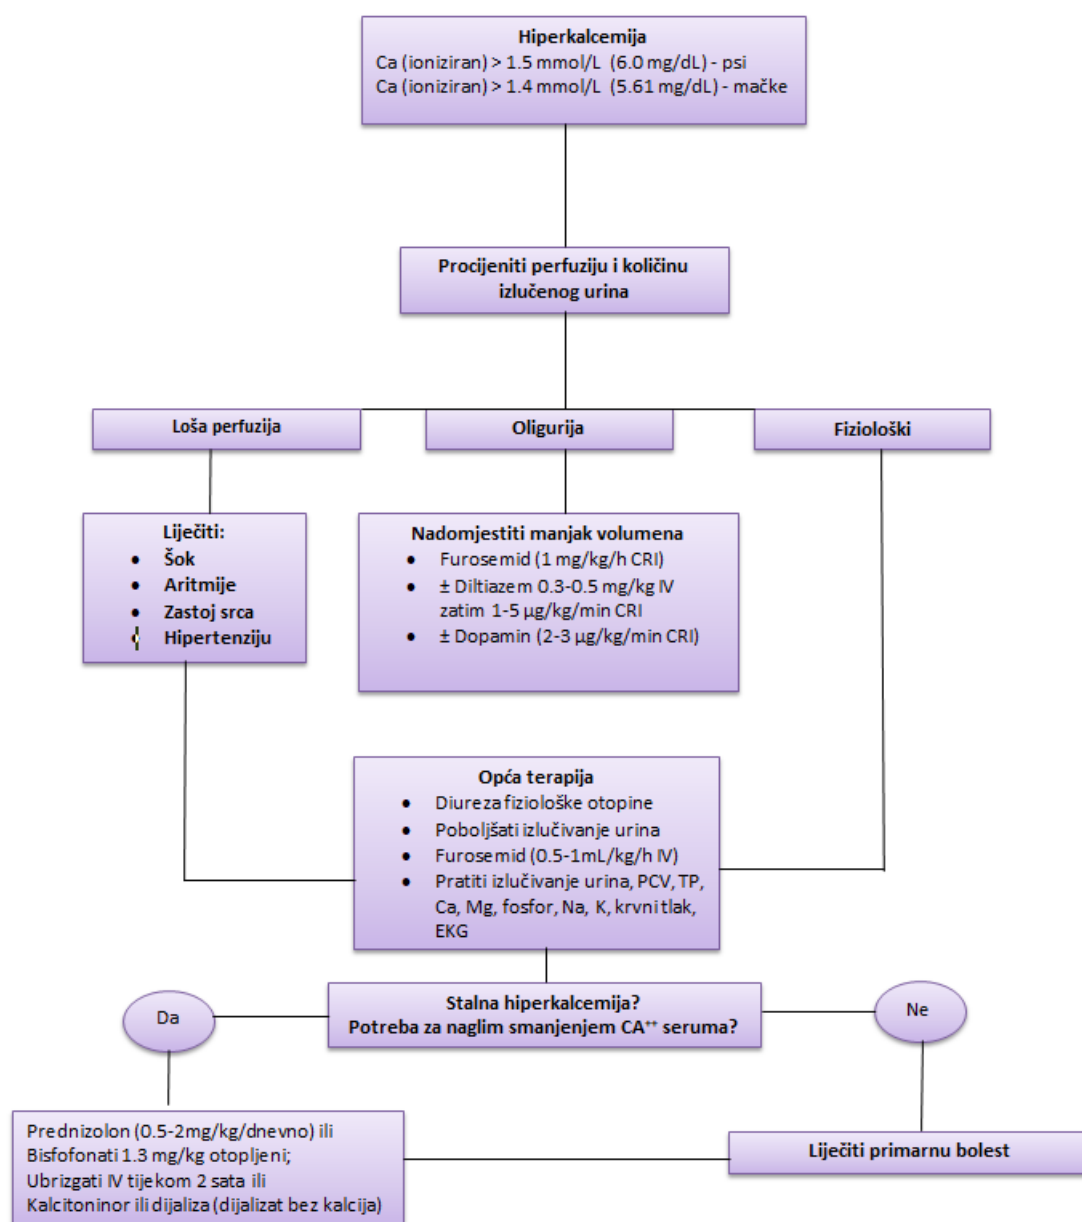 Hiperkalcemija
Ca (ioniziran) > 1.5 mmol/L (6.0 mg/dL) - psi
Ca (ioniziran) > 1.4 mmol/L (5.61 mg/dL) - mačke
Procijeniti perfuziju i količinu
izlučenog urina
Loša perfuzija
Oligurija
Fiziološki
Liječiti:
• Šok
• Aritmije
• Zastoj srca
• Hipertenziju
Nadomjestiti manjak volumena
• Furosemid (1 mg/kg/h CRI)
• ± Diltiazem 0.3-0.5 mg/kg IV
zatim 1-5 µg/kg/min CRI
• ± Dopamin (2-3 µg/kg/min CRI)
Opća terapija
• Diureza fiziološke otopine
• Poboljšati izlučivanje urina
• Furosemid (0.5-1mL/kg/h IV)
• Pratiti izlučivanje urina, PCV, TP,
Ca, Mg, fosfor, Na, K, krvni tlak,
EKG
Stalna hiperkalcemija?
Potreba za naglim smanjenjem CA⁺⁺ seruma?
Da
Ne
Prednizolon (0.5-2mg/kg/dnevno) ili
Bisfofonati 1.3 mg/kg otopljeni;
Ubrizgati IV tijekom 2 sata ili
Kalcitoninor ili dijaliza (dijalizat bez kalcija)
Liječiti primarnu bolest